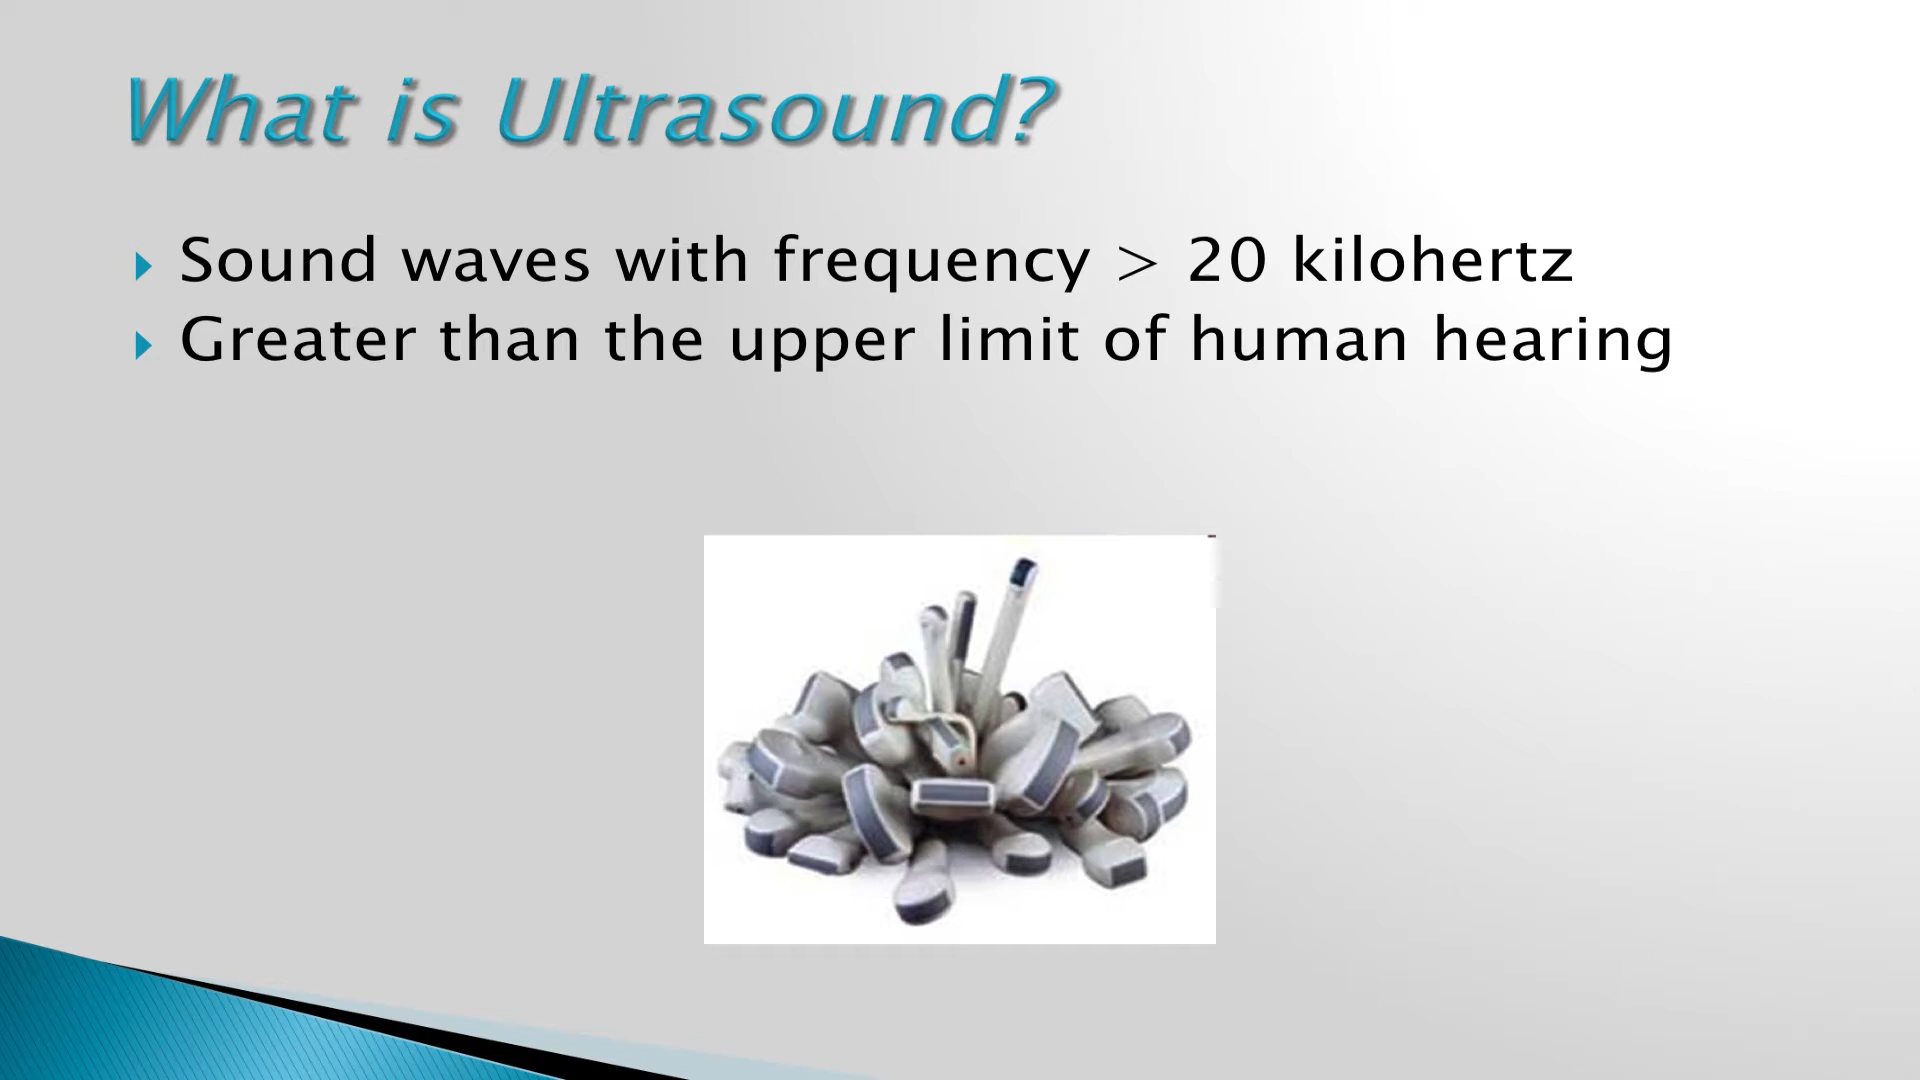 What is Ultrasound?
Sound waves with frequency > 20 kilohertz
Greater than the upper limit of human hearing